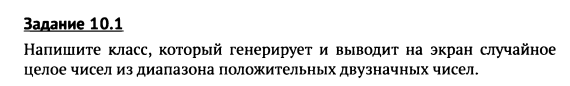 Задание 10.1
Напишите класс, который генерирует и выводит на экран случайное
целое чисел из диапазона положительных двузначных чисел.